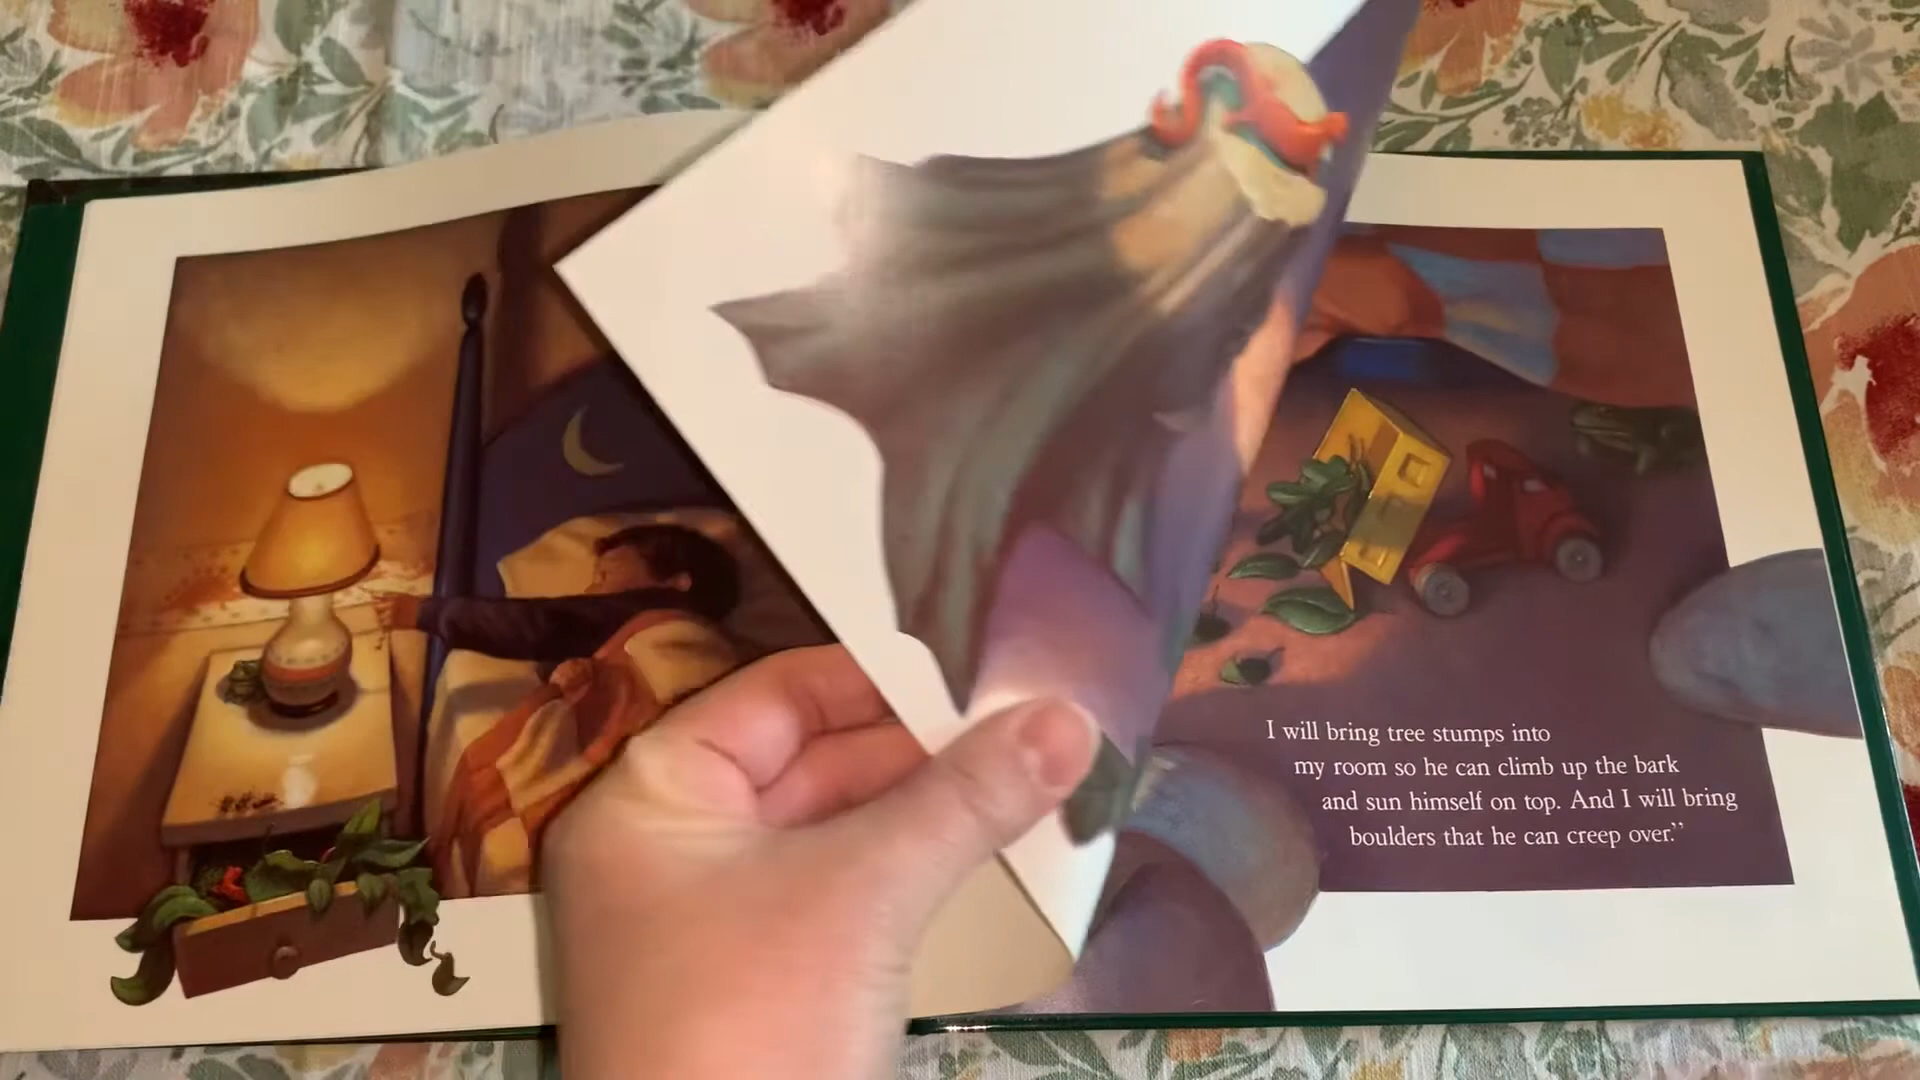 I will bring tree stumps into
my room so he can climb up the bark
and sun himself on top. And I will bring
boulders that he can creep over.”